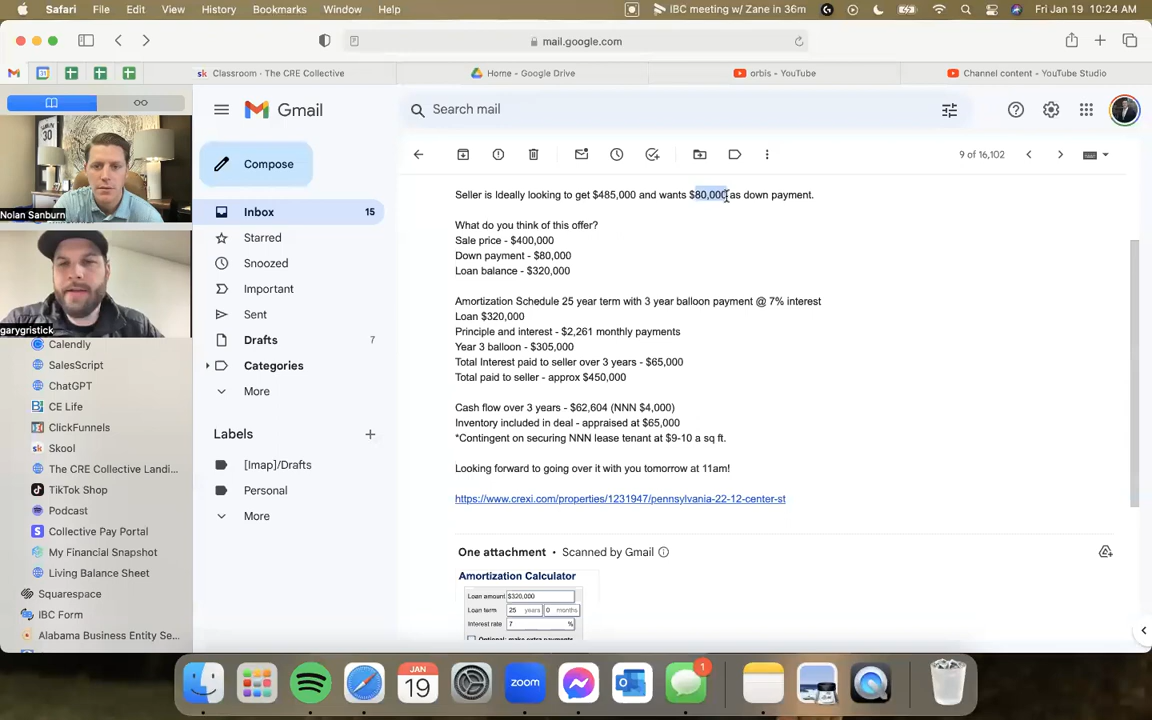 Safari File Edit View History Bookmarks Window Help
IBC meeting w/ Zane in 36m
Fri Jan 19 10:24 AM
mail.google.com
Classroom · The CRE Collective
Home - Google Drive
orbis - YouTube
Channel content - YouTube Studio
Nolan Sanburn
garygristick
Calendly
SalesScript
ChatGPT
CE Life
ClickFunnels
Skool
The CRE Collective Landi...
TikTok Shop
Podcast
Collective Pay Portal
My Financial Snapshot
Living Balance Sheet
Squarespace
IBC Form
Alabama Business Entity Se...
Gmail
Search mail
Compose
Inbox 15
Starred
Snoozed
Important
Sent
Drafts 7
Categories
More
Labels
[Imap]/Drafts
Personal
More
9 of 16,102
Seller is Ideally looking to get $485,000 and wants $80,000 as down payment.
What do you think of this offer?
Sale price - $400,000
Down payment - $80,000
Loan balance - $320,000
Amortization Schedule 25 year term with 3 year balloon payment @ 7% interest
Loan $320,000
Principle and interest - $2,261 monthly payments
Year 3 balloon - $305,000
Total Interest paid to seller over 3 years - $65,000
Total paid to seller - approx $450,000
Cash flow over 3 years - $62,604 (NNN $4,000)
Inventory included in deal - appraised at $65,000
*Contingent on securing NNN lease tenant at $9-10 a sq ft.
Looking forward to going over it with you tomorrow at 11am!
https://www.crexi.com/properties/1231947/pennsylvania-22-12-center-st
One attachment • Scanned by Gmail
Amortization Calculator
Loan amount $320,000
Loan term 25 years 0 months
Interest rate 7 %
JAN
19
zoom
1